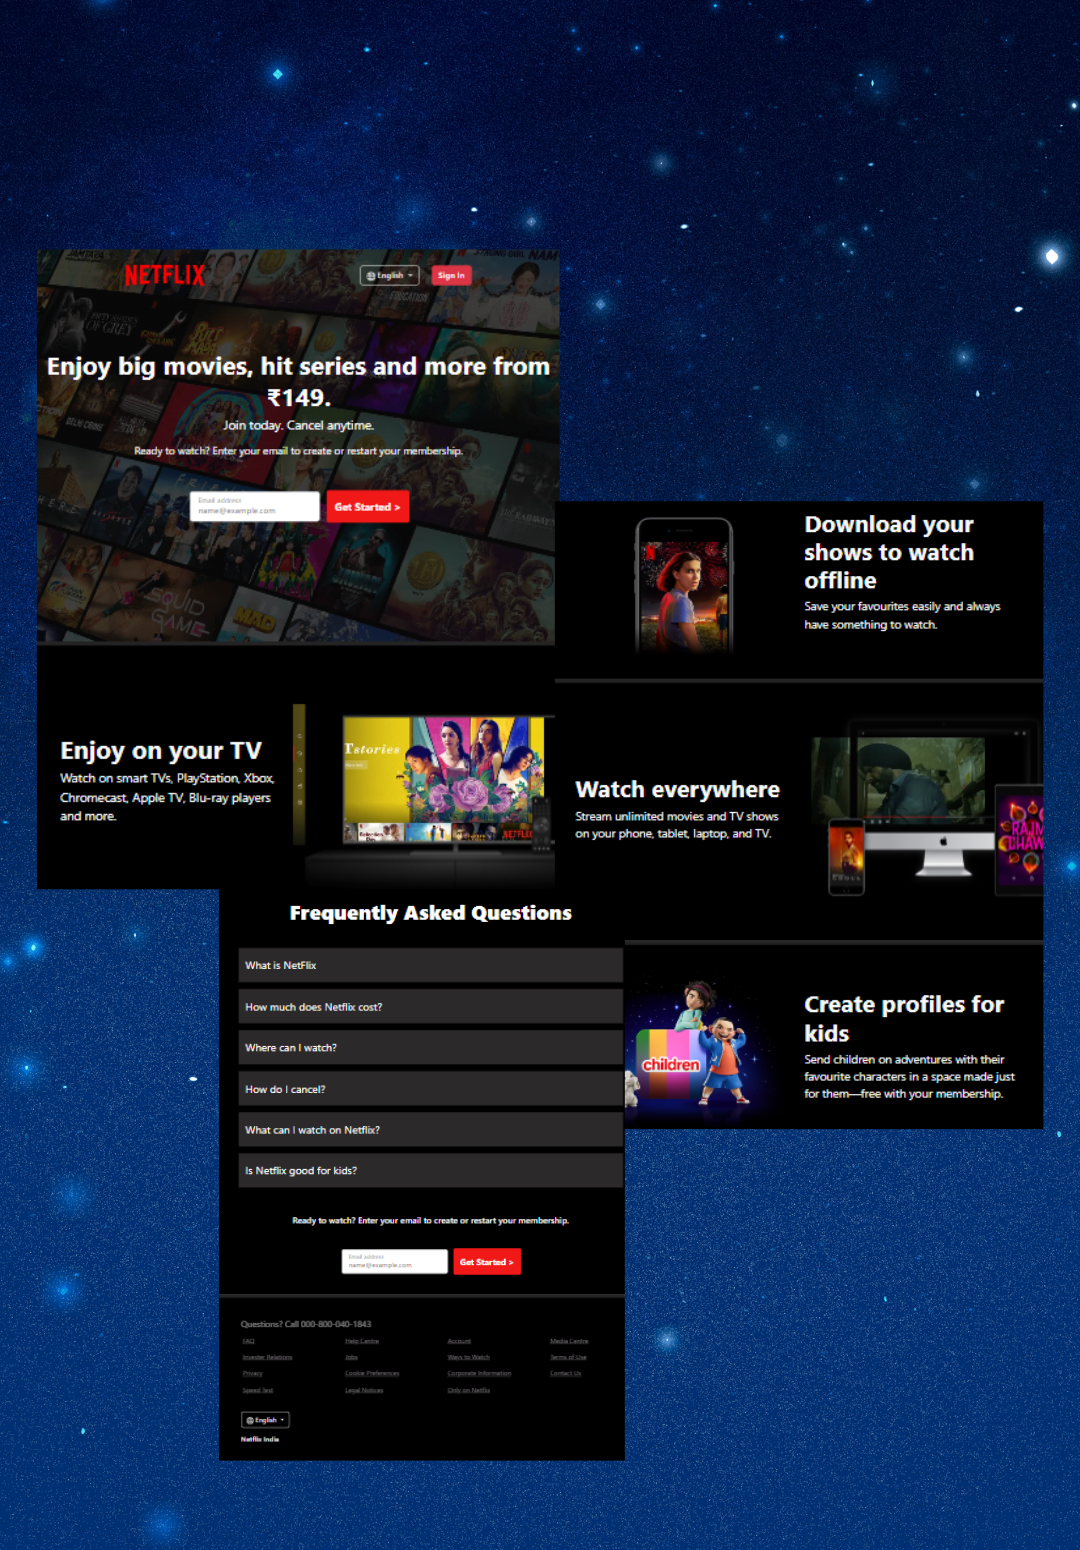 NETFLIX
English
Sign In
Enjoy big movies, hit series and more from
₹149.
Join today. Cancel anytime.
Ready to watch? Enter your email to create or restart your membership.
Email address
name@example.com
Get Started >
EDUCATION
DELHI CRIME
FRIENDS
SQUID
GAME
MAD
Download your
shows to watch
offline
Save your favourites easily and always
have something to watch.
Enjoy on your TV
Watch on smart TVs, PlayStation, Xbox,
Chromecast, Apple TV, Blu-ray players
and more.
Tstories
NETFLIX
Watch everywhere
Stream unlimited movies and TV shows
on your phone, tablet, laptop, and TV.
Create profiles for
kids
Send children on adventures with their
favourite characters in a space made just
for them—free with your membership.
children
Frequently Asked Questions
What is NetFlix
How much does Netflix cost?
Where can I watch?
How do I cancel?
What can I watch on Netflix?
Is Netflix good for kids?
Ready to watch? Enter your email to create or restart your membership.
Email address
name@example.com
Get Started >
Questions? Call 000-800-040-1843
FAQ Help Centre Account Media Centre
Investor Relations Jobs Ways to Watch Terms of Use
Privacy Cookie Preferences Corporate Information Contact Us
Speed Test Legal Notices Only on Netflix
English
Netflix India